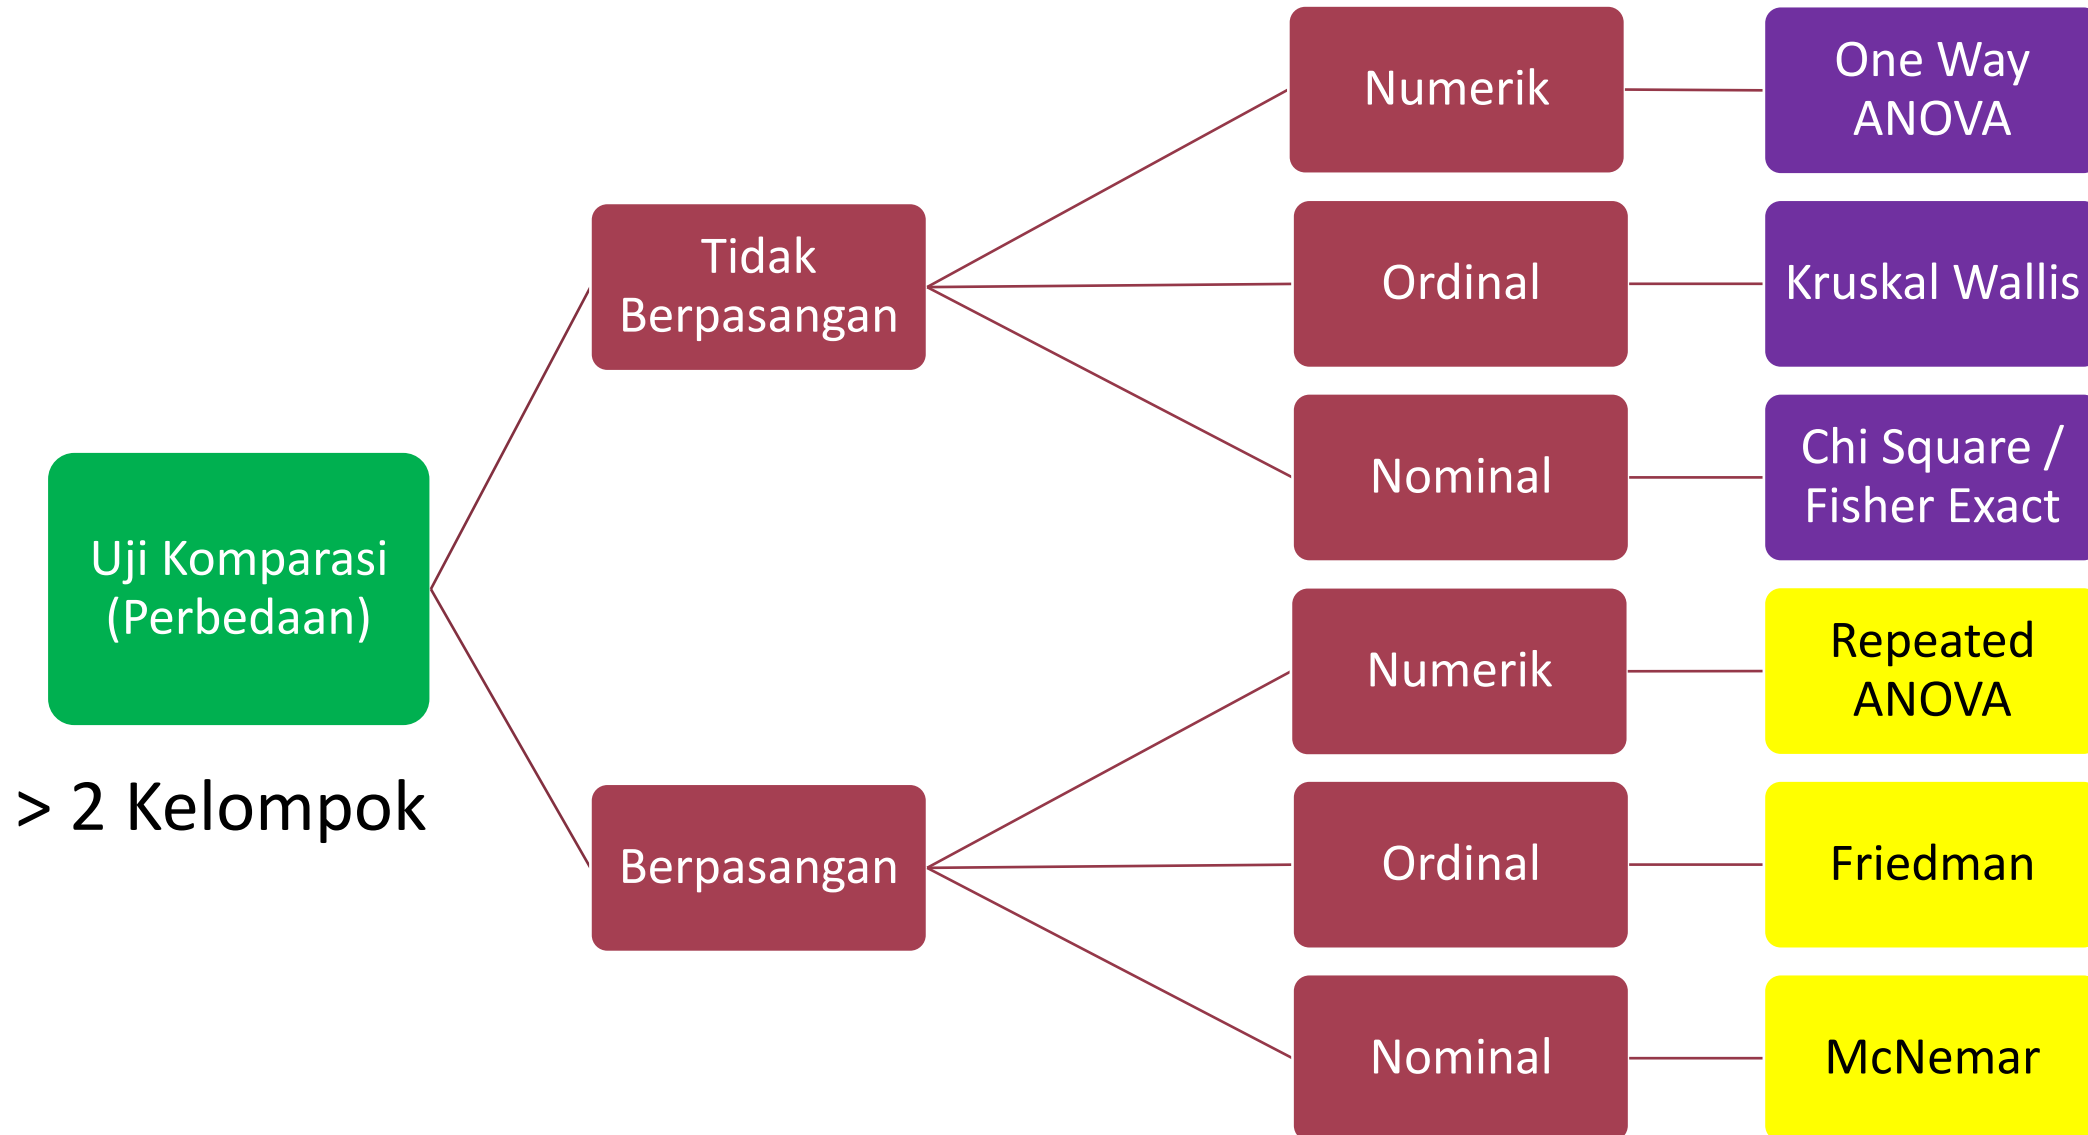 Uji Komparasi
(Perbedaan)
> 2 Kelompok
Tidak
Berpasangan
Numerik
One Way
ANOVA
Ordinal
Kruskal Wallis
Nominal
Chi Square /
Fisher Exact
Berpasangan
Numerik
Repeated
ANOVA
Ordinal
Friedman
Nominal
McNemar